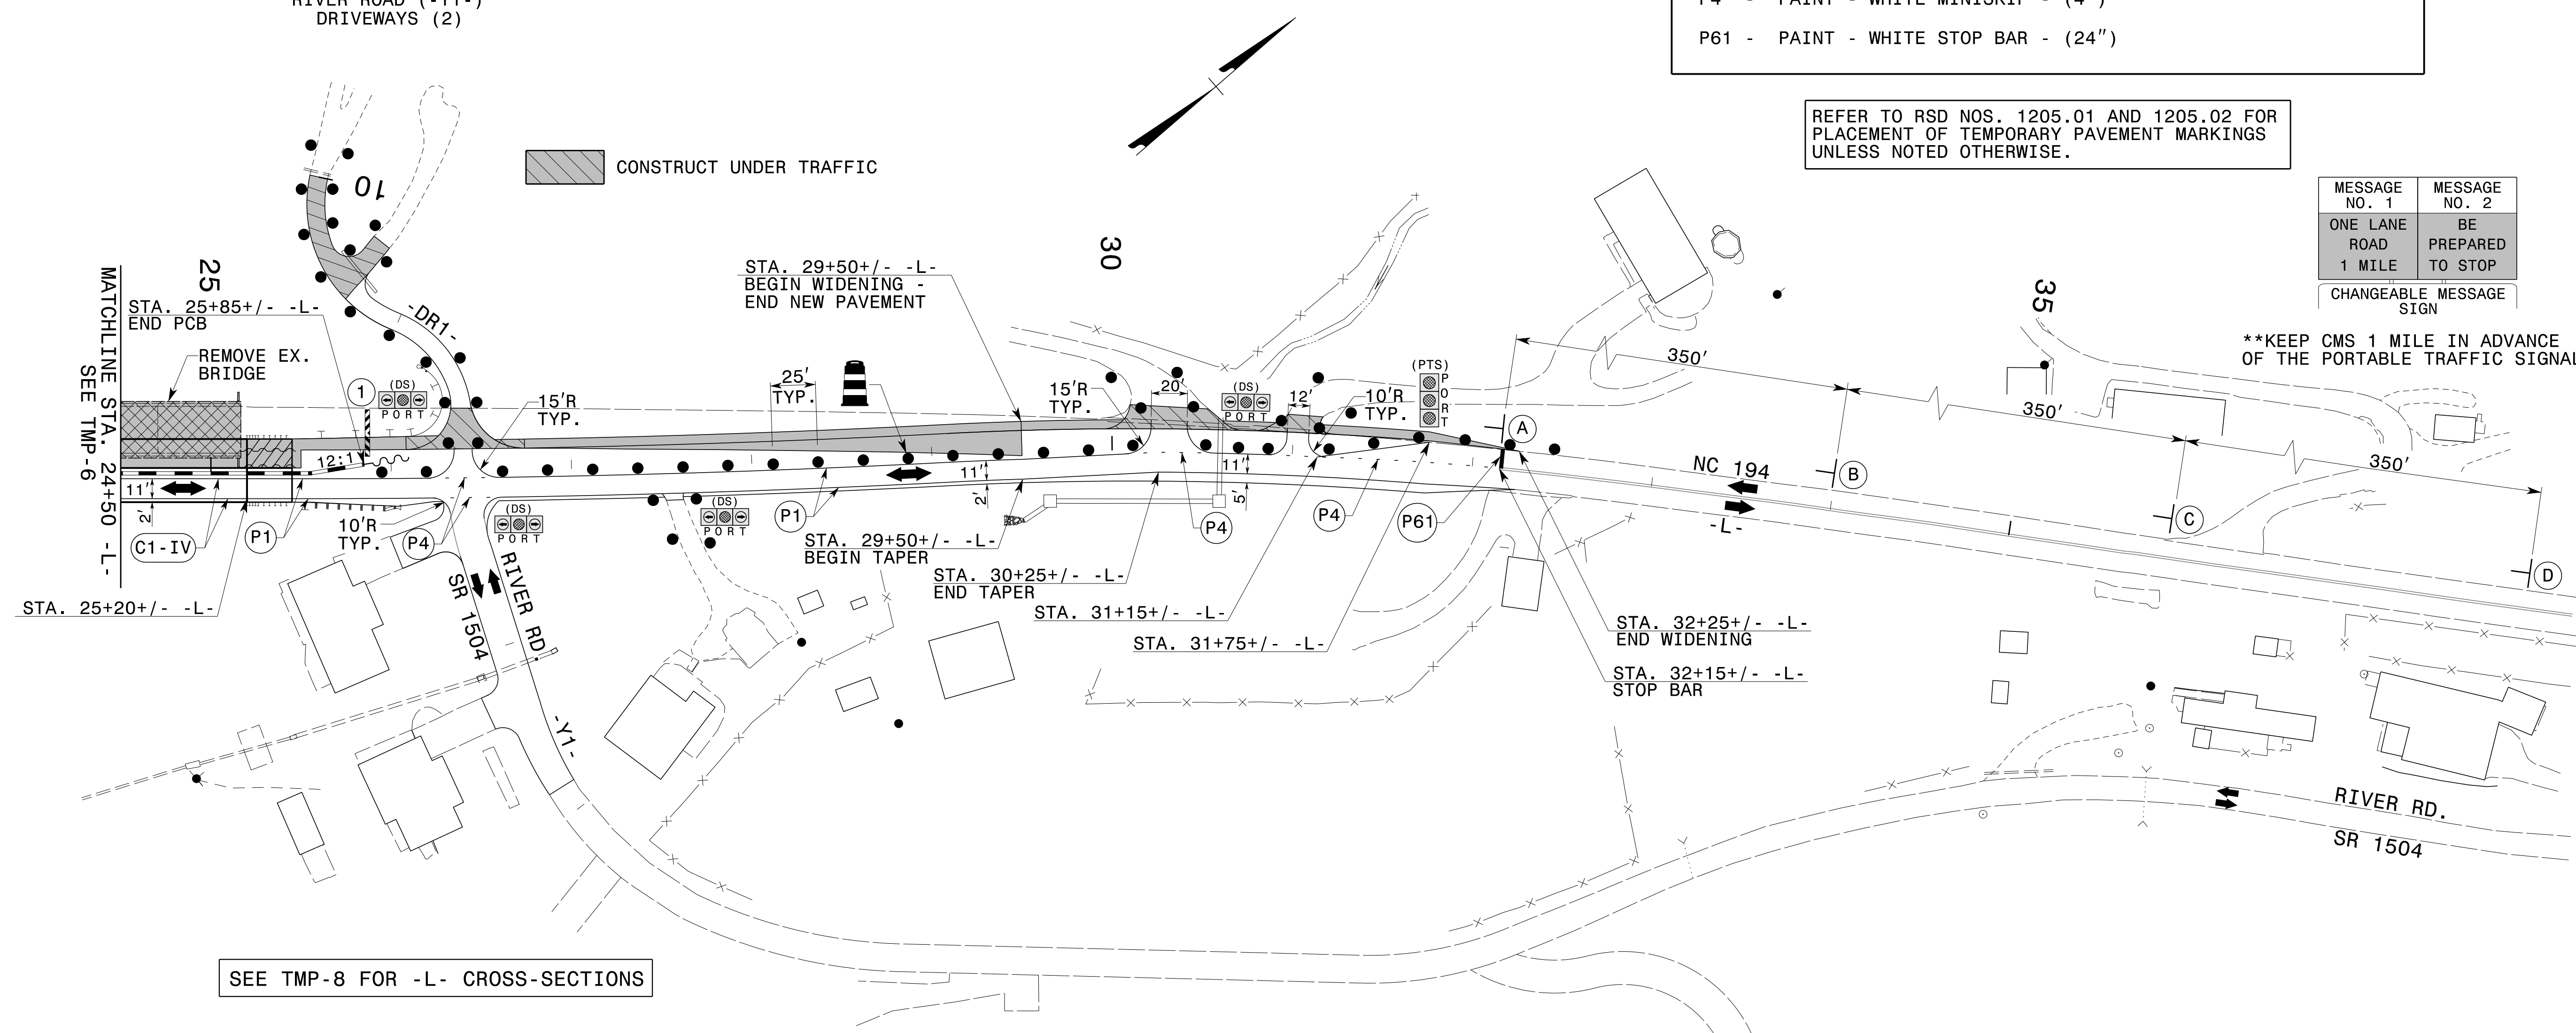 DRIVEWAYS (2)
P61 - PAINT - WHITE STOP BAR - (24")
REFER TO RSD NOS. 1205.01 AND 1205.02 FOR
PLACEMENT OF TEMPORARY PAVEMENT MARKINGS
UNLESS NOTED OTHERWISE.
CONSTRUCT UNDER TRAFFIC
MESSAGE
NO. 1
MESSAGE
NO. 2
ONE LANE
ROAD
1 MILE
BE
PREPARED
TO STOP
CHANGEABLE MESSAGE
SIGN
**KEEP CMS 1 MILE IN ADVANCE
OF THE PORTABLE TRAFFIC SIGNAL
10
25
30
35
MATCHLINE STA. 24+50 -L-
SEE TMP-6
STA. 25+85+/- -L-
END PCB
REMOVE EX.
BRIDGE
-DR1-
1
(DS)
PORT
15'R
TYP.
12:1
11'
2'
C1-IV
P1
10'R
TYP.
P4
STA. 25+20+/- -L-
(DS)
PORT
SR 1504
RIVER RD.
-Y1-
25'
TYP.
STA. 29+50+/- -L-
BEGIN WIDENING -
END NEW PAVEMENT
(DS)
PORT
P1
11'
2'
STA. 29+50+/- -L-
BEGIN TAPER
STA. 30+25+/- -L-
END TAPER
STA. 31+15+/- -L-
STA. 31+75+/- -L-
15'R
TYP.
20'
(DS)
PORT
12'
10'R
TYP.
(PTS)
PORT
11'
5'
P4
P4
P61
A
350'
B
350'
C
350'
D
NC 194
-L-
STA. 32+25+/- -L-
END WIDENING
STA. 32+15+/- -L-
STOP BAR
RIVER RD.
SR 1504
SEE TMP-8 FOR -L- CROSS-SECTIONS